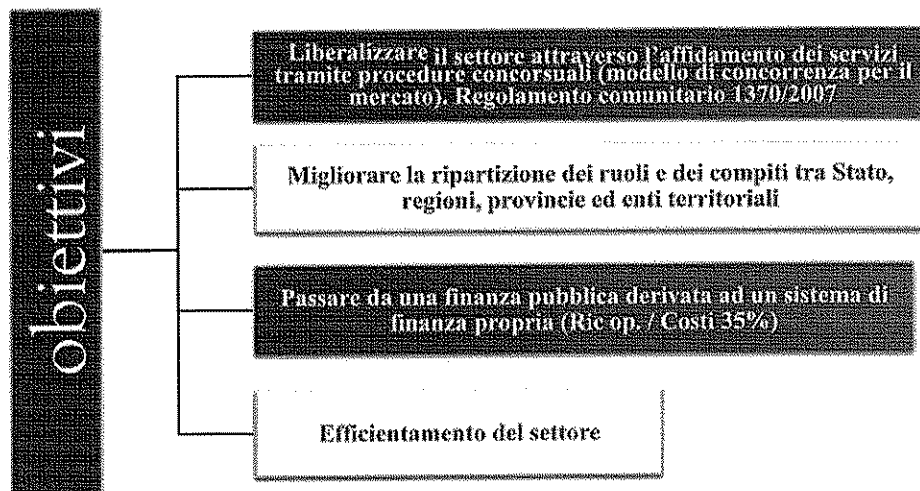 obiettivi
Liberalizzare il settore attraverso l'affidamento dei servizi
tramite procedure concorsuali (modello di concorrenza per il
mercato). Regolamento comunitario 1370/2007
Migliorare la ripartizione dei ruoli e dei compiti tra Stato,
regioni, provincie ed enti territoriali
Passare da una finanza pubblica derivata ad un sistema di
finanza propria (Ric op. / Costi 35%)
Efficientamento del settore